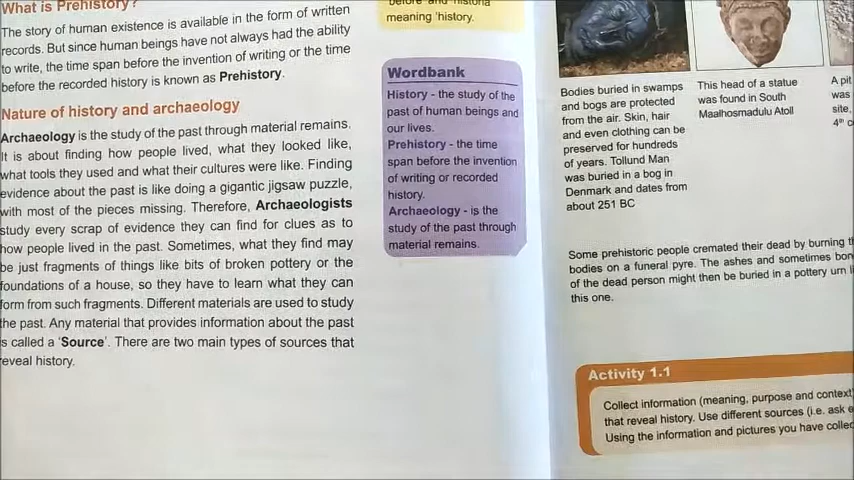 What is Prehistory?
The story of human existence is available in the form of written
records. But since human beings have not always had the ability
to write, the time span before the invention of writing or the time
before the recorded history is known as Prehistory.
Nature of history and archaeology
Archaeology is the study of the past through material remains.
It is about finding how people lived, what they looked like,
what tools they used and what their cultures were like. Finding
evidence about the past is like doing a gigantic jigsaw puzzle,
with most of the pieces missing. Therefore, Archaeologists
study every scrap of evidence they can find for clues as to
how people lived in the past. Sometimes, what they find may
be just fragments of things like bits of broken pottery or the
foundations of a house, so they have to learn what they can
form from such fragments. Different materials are used to study
the past. Any material that provides information about the past
is called a ‘Source’. There are two main types of sources that
reveal history.
before and historia
meaning ‘history.
Wordbank
History - the study of the
past of human beings and
our lives.
Prehistory - the time
span before the invention
of writing or recorded
history.
Archaeology - is the
study of the past through
material remains.
Bodies buried in swamps
and bogs are protected
from the air. Skin, hair
and even clothing can be
preserved for hundreds
of years. Tollund Man
was buried in a bog in
Denmark and dates from
about 251 BC
This head of a statue
was found in South
Maalhosmadulu Atoll
A pit
was
site,
4th c
Some prehistoric people cremated their dead by burning
bodies on a funeral pyre. The ashes and sometimes
of the dead person might then be buried in a pottery urn
this one.
Activity 1.1
Collect information (meaning, purpose and context
that reveal history. Use different sources (i.e. ask
Using the information and pictures you have